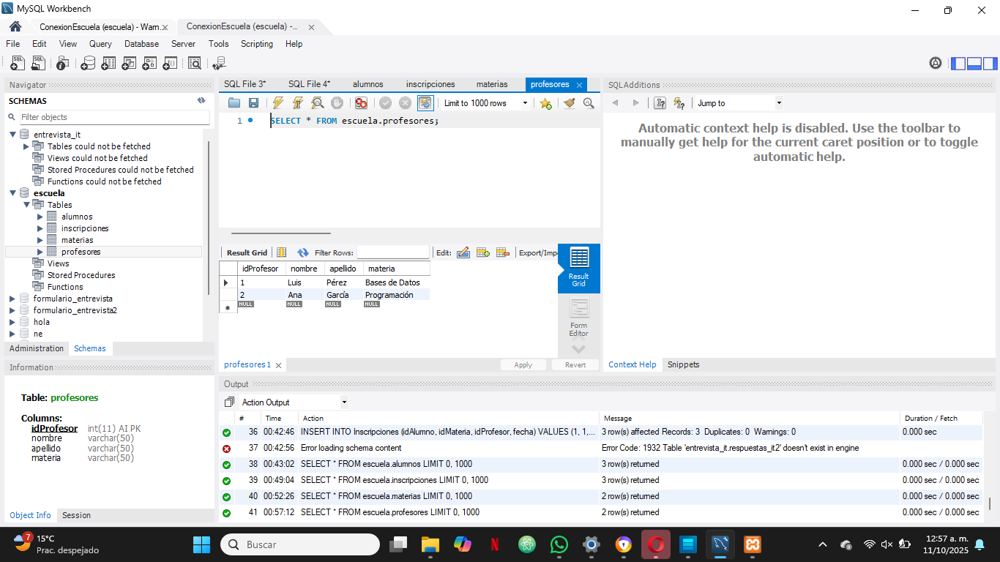 MySQL Workbench
ConexionEscuela (escuela) - Warn...
ConexionEscuela (escuela) -...
File Edit View Query Database Server Tools Scripting Help
Navigator
SCHEMAS
Filter objects
entrevista_it
Tables could not be fetched
Views could not be fetched
Stored Procedures could not be fetched
Functions could not be fetched
escuela
Tables
alumnos
inscripciones
materias
profesores
Views
Stored Procedures
Functions
formulario_entrevista
formulario_entrevista2
hola
ne
Administration Schemas
Information
Table: profesores
Columns:
idProfesor int(11) AI PK
nombre varchar(50)
apellido varchar(50)
materia varchar(50)
Object Info Session
SQL File 3* SQL File 4* alumnos inscripciones materias profesores
Limit to 1000 rows
1 SELECT * FROM escuela.profesores;
Result Grid Filter Rows: Edit: Export/Imp
idProfesor nombre apellido materia
1 Luis Pérez Bases de Datos
2 Ana García Programación
NULL NULL NULL NULL
Result Grid
Form Editor
profesores 1 Apply Revert
SQLAdditions
Jump to
Automatic context help is disabled. Use the toolbar to
manually get help for the current caret position or to toggle
automatic help.
Context Help Snippets
Output
Action Output
# Time Action Message Duration / Fetch
36 00:42:46 INSERT INTO Inscripciones (idAlumno, idMateria, idProfesor, fecha) VALUES (1, 1,... 3 row(s) affected Records: 3 Duplicates: 0 Warnings: 0 0.000 sec
37 00:42:56 Error loading schema content Error Code: 1932 Table 'entrevista_it.respuestas_it2' doesn't exist in engine
38 00:43:02 SELECT * FROM escuela.alumnos LIMIT 0, 1000 3 row(s) returned 0.000 sec / 0.000 sec
39 00:49:04 SELECT * FROM escuela.inscripciones LIMIT 0, 1000 3 row(s) returned 0.000 sec / 0.000 sec
40 00:52:26 SELECT * FROM escuela.materias LIMIT 0, 1000 2 row(s) returned 0.000 sec / 0.000 sec
41 00:57:12 SELECT * FROM escuela.profesores LIMIT 0, 1000 2 row(s) returned 0.000 sec / 0.000 sec
7
15°C
Prac. despejado
Buscar
12:57 a. m.
11/10/2025